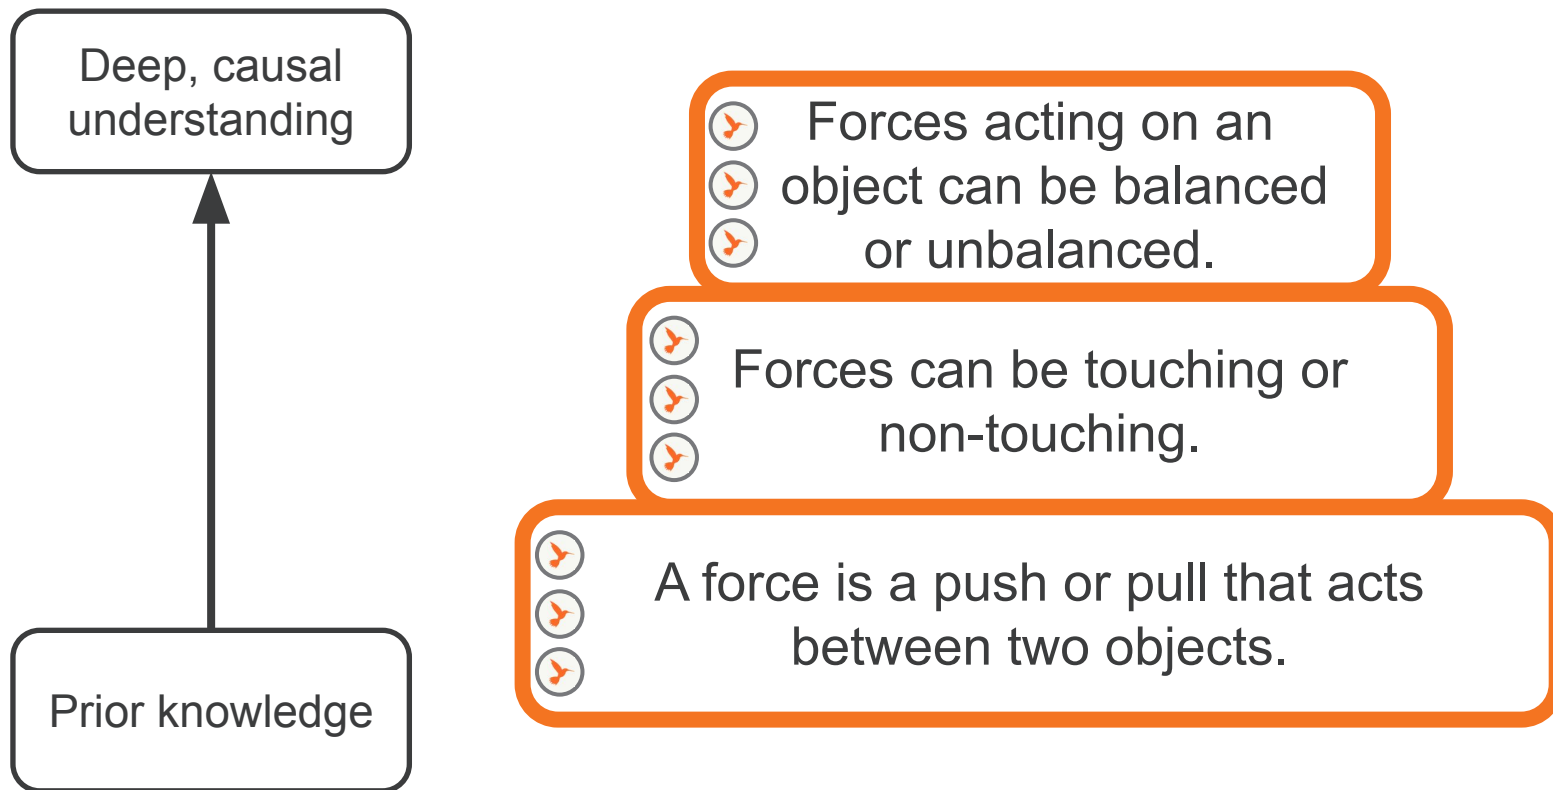 Deep, causal
understanding
Prior knowledge
Forces acting on an
object can be balanced
or unbalanced.
Forces can be touching or
non-touching.
A force is a push or pull that acts
between two objects.